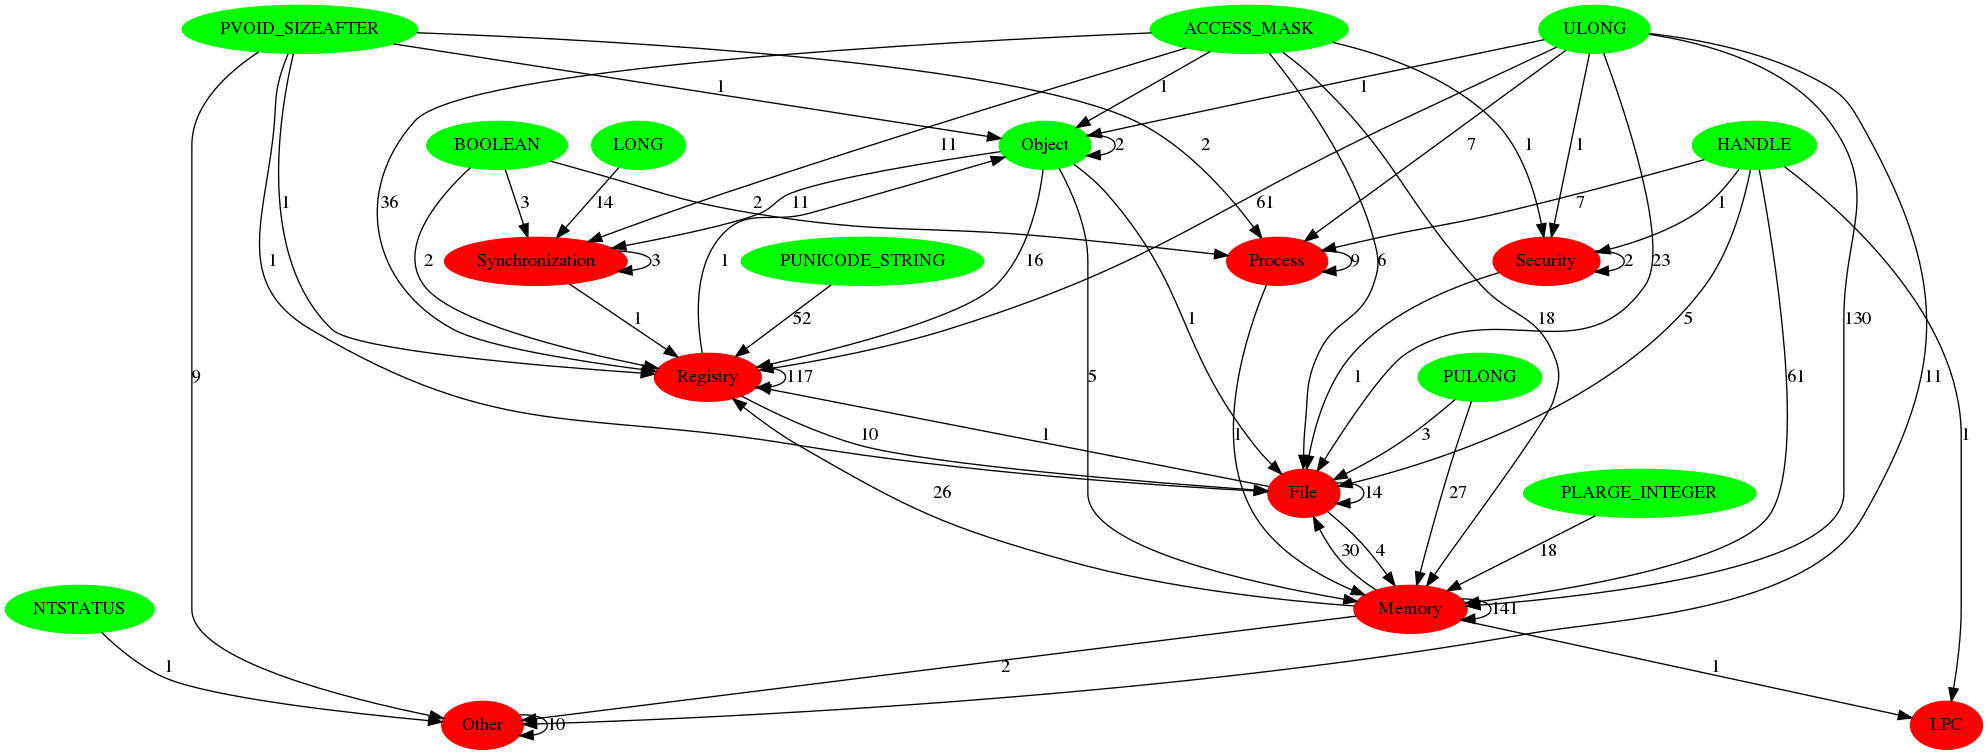 PVOID_SIZEAFTER
ACCESS_MASK
ULONG
1
1
1
BOOLEAN
LONG
Object
2
11
2
1
7
1
HANDLE
36
1
3
14
2
11
61
7
1
2
Synchronization
3
1
1
PUNICODE_STRING
16
Process
9
6
Security
2
23
1
52
1
18
5
130
9
Registry
117
5
1
PULONG
61
11
10
1
1
3
1
26
File
14
27
PLARGE_INTEGER
30
4
18
NTSTATUS
Memory
141
1
2
1
Other
10
LPC